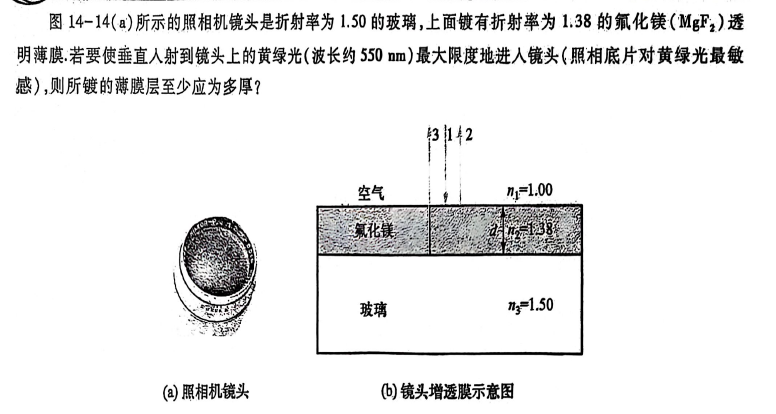 图 14-14(a)所示的照相机镜头是折射率为 1.50 的玻璃,上面镀有折射率为 1.38 的氟化镁(MgF₂)透
明薄膜.若要使垂直入射到镜头上的黄绿光(波长约 550 nm)最大限度地进入镜头(照相底片对黄绿光最敏
感),则所镀的薄膜层至少应为多厚?
3 1 2
空气 n₁=1.00
氟化镁 d n₂=1.38
玻璃 n₃=1.50
(a) 照相机镜头 (b) 镜头增透膜示意图